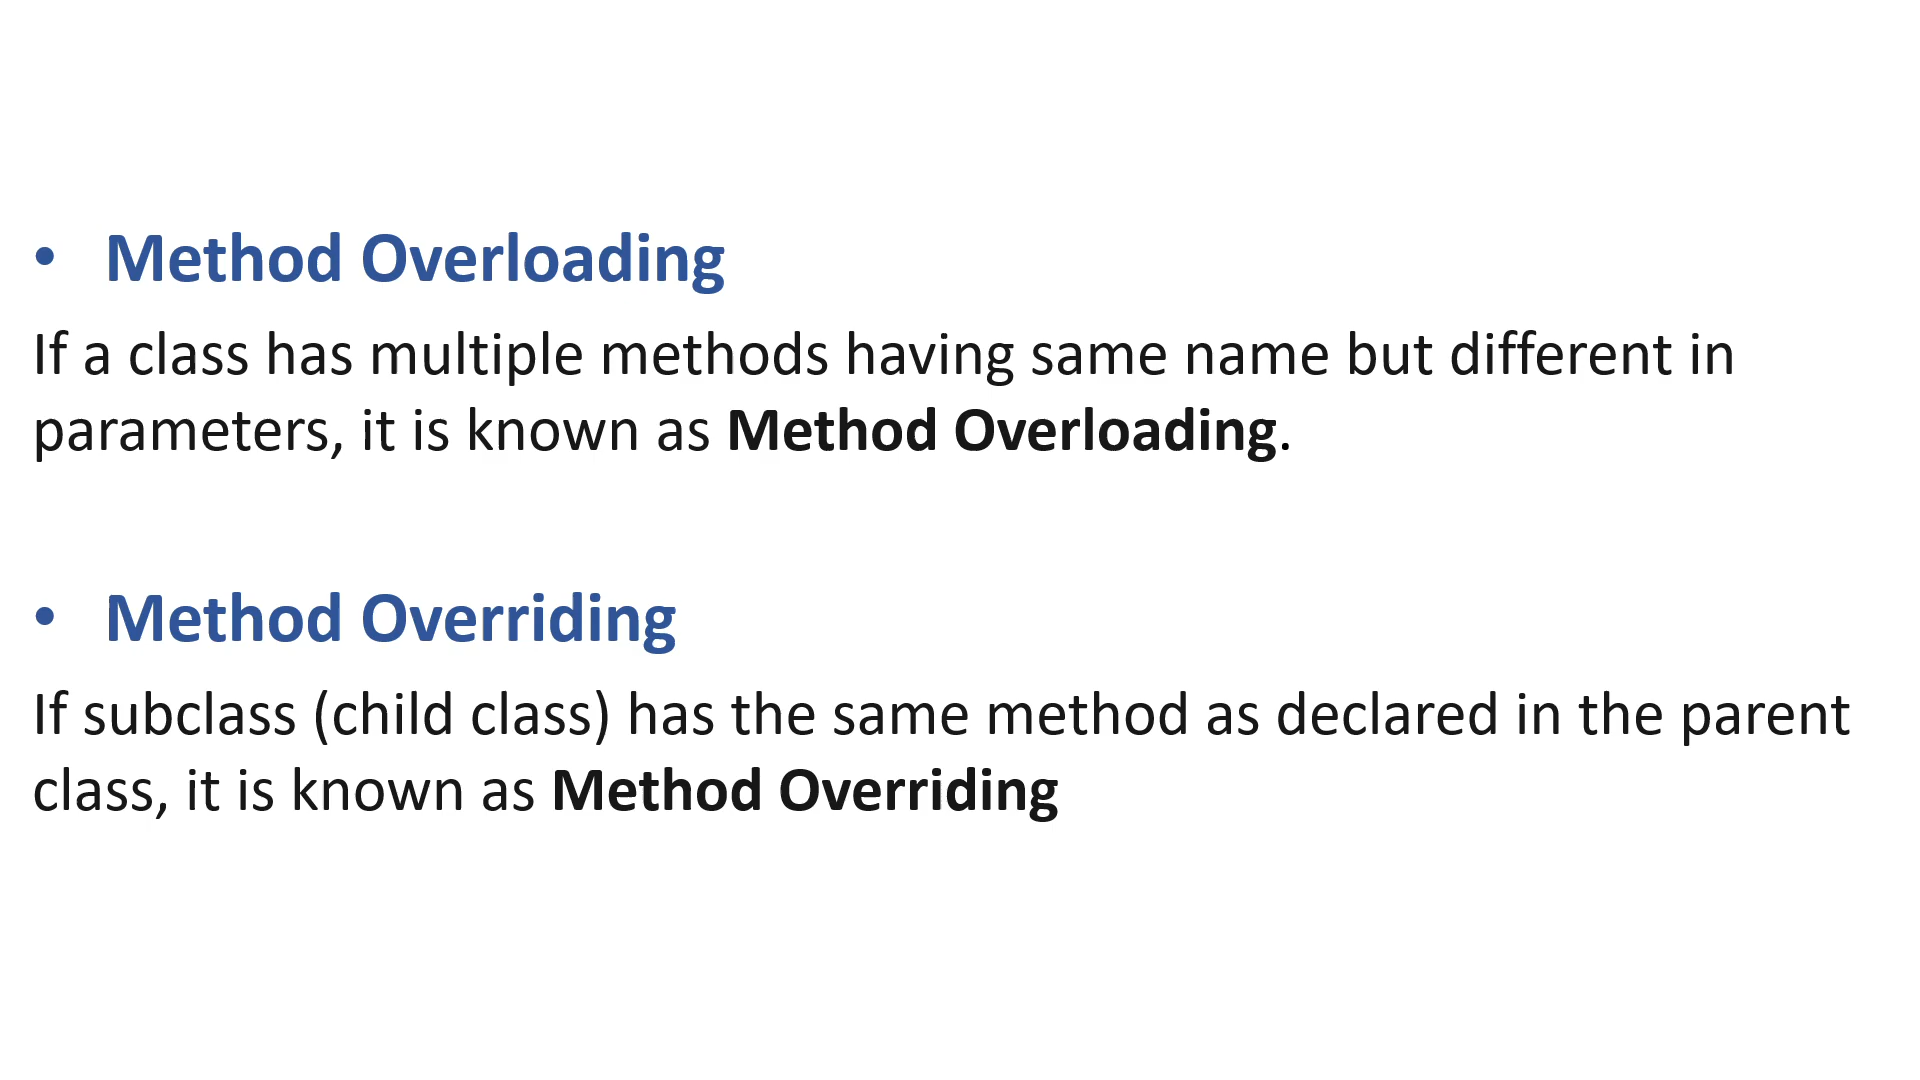 • Method Overloading
If a class has multiple methods having same name but different in
parameters, it is known as Method Overloading.
• Method Overriding
If subclass (child class) has the same method as declared in the parent
class, it is known as Method Overriding